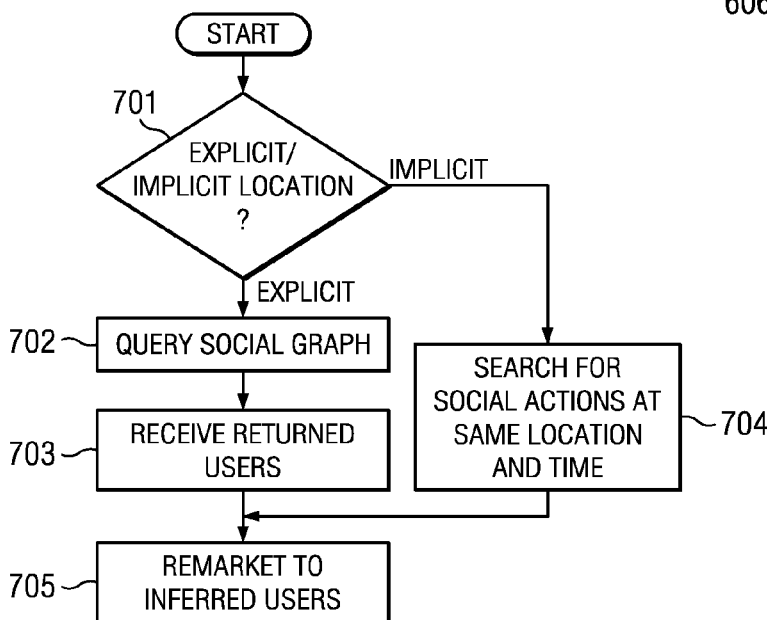 606
START
701
EXPLICIT/
IMPLICIT LOCATION
?
IMPLICIT
EXPLICIT
702
QUERY SOCIAL GRAPH
SEARCH FOR
SOCIAL ACTIONS AT
SAME LOCATION
AND TIME
704
703
RECEIVE RETURNED
USERS
705
REMARKET TO
INFERRED USERS